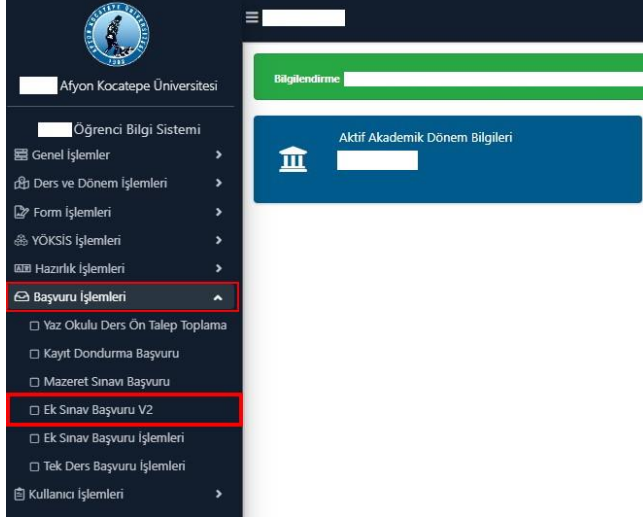 Afyon Kocatepe Üniversitesi
Öğrenci Bilgi Sistemi
Genel İşlemler
Ders ve Dönem İşlemleri
Form İşlemleri
YÖKSİS İşlemleri
Hazırlık İşlemleri
Başvuru İşlemleri
Yaz Okulu Ders Ön Talep Toplama
Kayıt Dondurma Başvuru
Mazeret Sınavı Başvuru
Ek Sınav Başvuru V2
Ek Sınav Başvuru İşlemleri
Tek Ders Başvuru İşlemleri
Kullanıcı İşlemleri
Bilgilendirme
Aktif Akademik Dönem Bilgileri